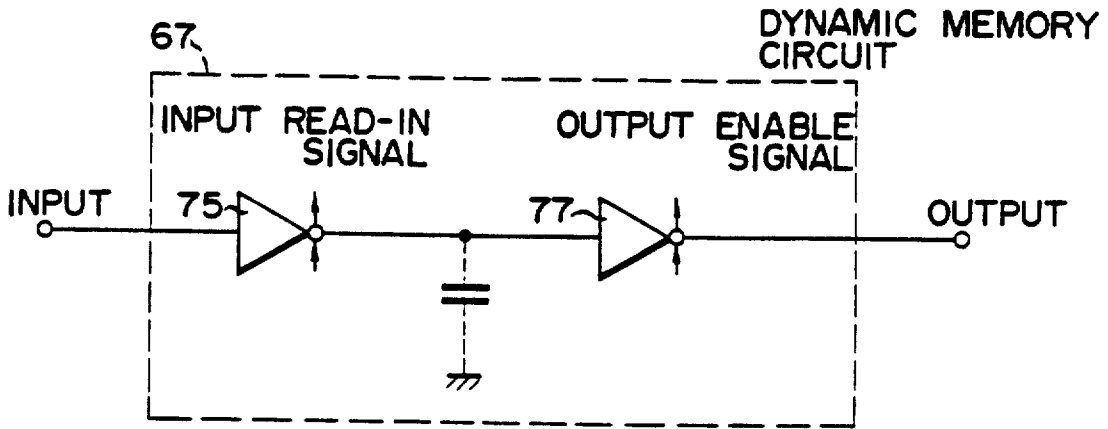 67
DYNAMIC MEMORY
CIRCUIT
INPUT READ-IN
SIGNAL
OUTPUT ENABLE
SIGNAL
INPUT
75
77
OUTPUT